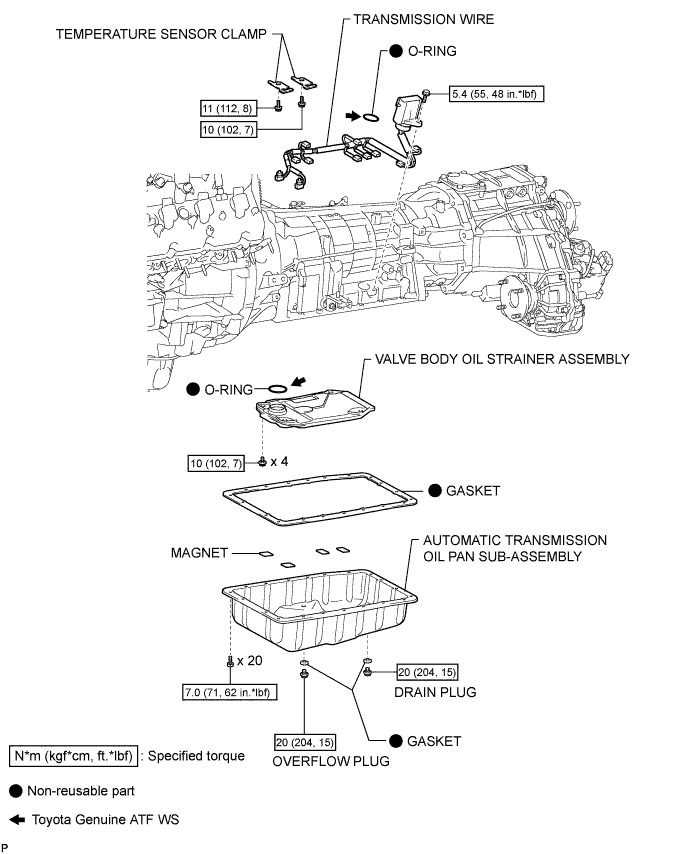 TRANSMISSION WIRE
TEMPERATURE SENSOR CLAMP
O-RING
5.4 (55, 48 in.*lbf)
11 (112, 8)
10 (102, 7)
VALVE BODY OIL STRAINER ASSEMBLY
O-RING
10 (102, 7)
x 4
GASKET
AUTOMATIC TRANSMISSION
OIL PAN SUB-ASSEMBLY
MAGNET
x 20
7.0 (71, 62 in.*lbf)
20 (204, 15)
DRAIN PLUG
20 (204, 15)
GASKET
OVERFLOW PLUG
N*m (kgf*cm, ft.*lbf) : Specified torque
Non-reusable part
Toyota Genuine ATF WS
P